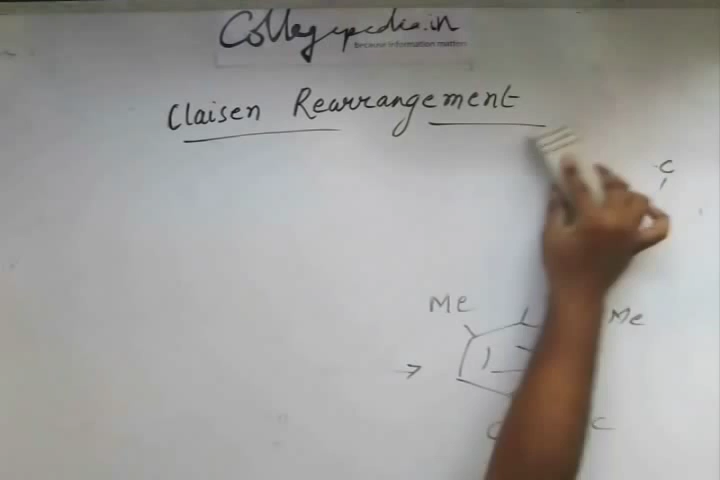 Collegepedia.in
because information matters
Claisen Rearrangement
C
Me
Me
C C